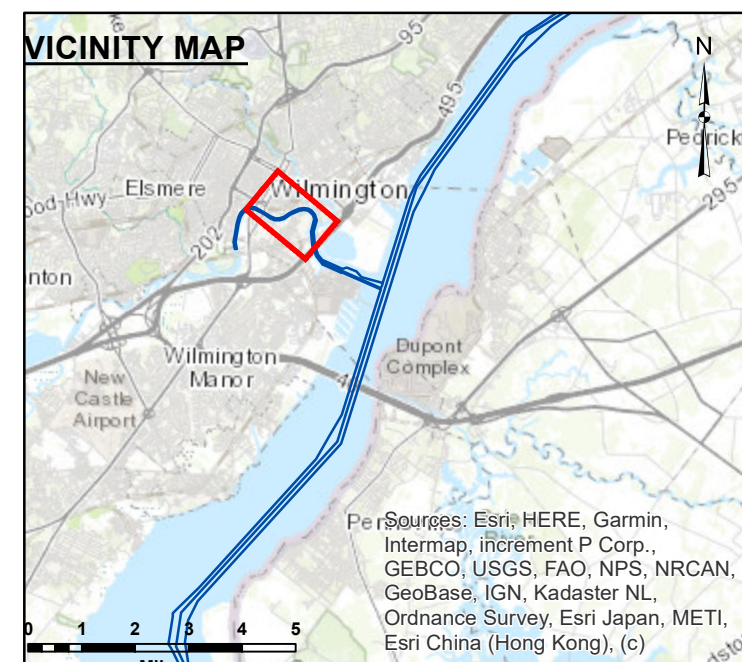 VICINITY MAP
N
95
495
Pedrick
295
Elsmere
Wilmington
202
nton
Wilmington
Manor
New
Castle
Airport
Dupont
Complex
Sources: Esri, HERE, Garmin,
Intermap, increment P Corp.,
GEBCO, USGS, FAO, NPS, NRCAN,
GeoBase, IGN, Kadaster NL,
Ordnance Survey, Esri Japan, METI,
Esri China (Hong Kong), (c)
0 1 2 3 4 5